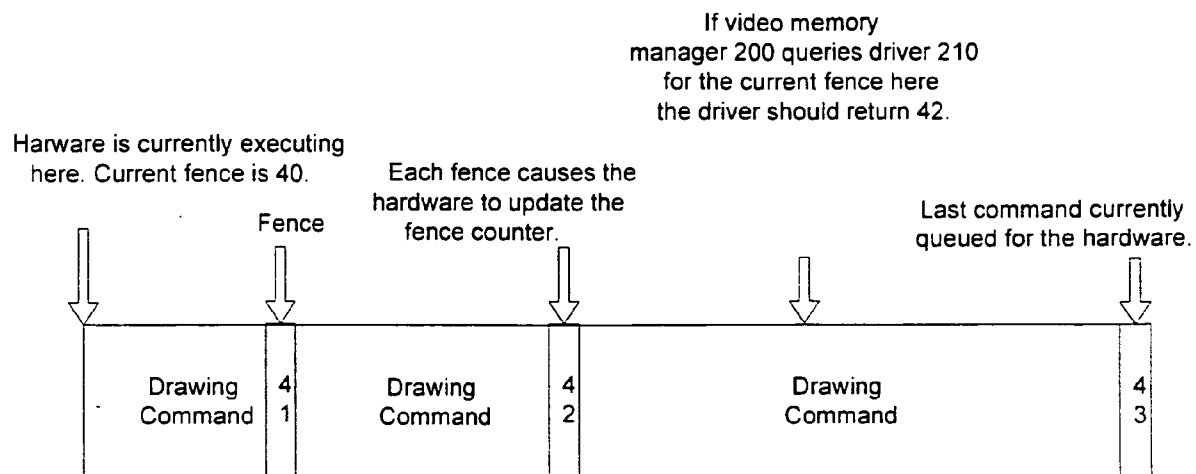 If video memory
manager 200 queries driver 210
for the current fence here
the driver should return 42.
Harware is currently executing
here. Current fence is 40.
Each fence causes the
hardware to update the
fence counter.
Fence
Last command currently
queued for the hardware.
Drawing
Command
4
1
Drawing
Command
4
2
Drawing
Command
4
3